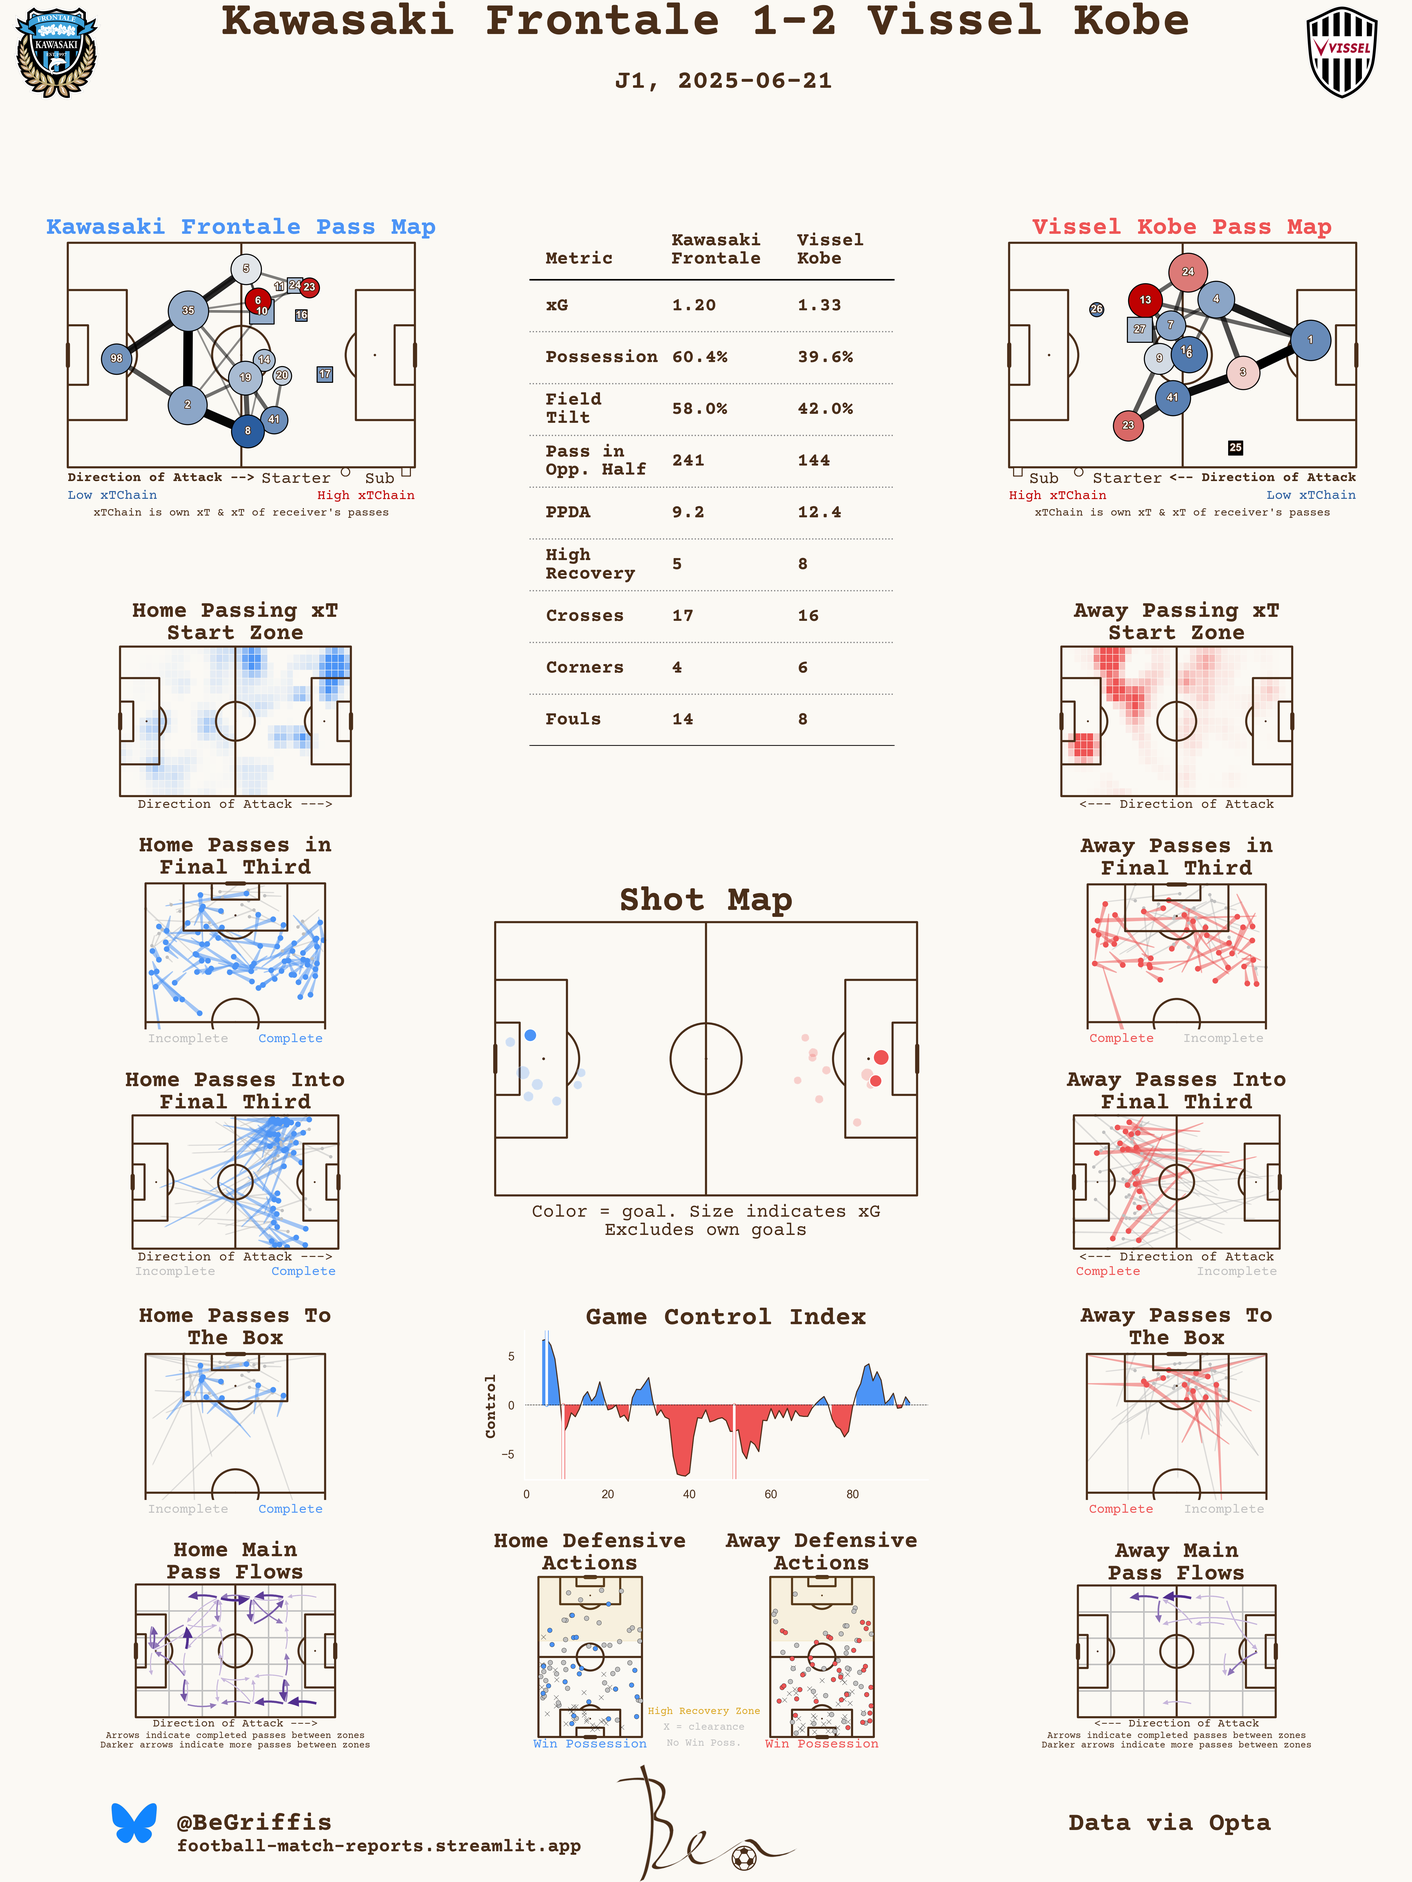 Kawasaki Frontale 1-2 Vissel Kobe
J1, 2025-06-21
FRONTALE
KAWASAKI
VISSEL
Kawasaki Frontale Pass Map
5
11
24
23
6
10
16
35
98
14
20
17
19
2
41
8
Direction of Attack --> Starter Sub
Low xTChain High xTChain
xTChain is own xT & xT of receiver's passes
Metric Kawasaki Frontale Vissel Kobe
xG 1.20 1.33
Possession 60.4% 39.6%
Field Tilt 58.0% 42.0%
Pass in Opp. Half 241 144
PPDA 9.2 12.4
High Recovery 5 8
Crosses 17 16
Corners 4 6
Fouls 14 8
Vissel Kobe Pass Map
24
13
4
26
27
7
1
9
6
3
41
23
25
Sub Starter <-- Direction of Attack
High xTChain Low xTChain
xTChain is own xT & xT of receiver's passes
Home Passing xT
Start Zone
Direction of Attack --->
Away Passing xT
Start Zone
<--- Direction of Attack
Home Passes in
Final Third
Incomplete Complete
Away Passes in
Final Third
Complete Incomplete
Shot Map
Color = goal. Size indicates xG
Excludes own goals
Home Passes Into
Final Third
Direction of Attack --->
Incomplete Complete
Away Passes Into
Final Third
<--- Direction of Attack
Complete Incomplete
Home Passes To
The Box
Incomplete Complete
Game Control Index
Control
5
0
−5
0 20 40 60 80
Away Passes To
The Box
Complete Incomplete
Home Main
Pass Flows
Direction of Attack --->
Arrows indicate completed passes between zones
Darker arrows indicate more passes between zones
Home Defensive
Actions
Win Possession
High Recovery Zone
X = clearance
No Win Poss.
Away Defensive
Actions
Win Possession
Away Main
Pass Flows
<--- Direction of Attack
Arrows indicate completed passes between zones
Darker arrows indicate more passes between zones
@BeGriffis
football-match-reports.streamlit.app
Ben
Data via Opta